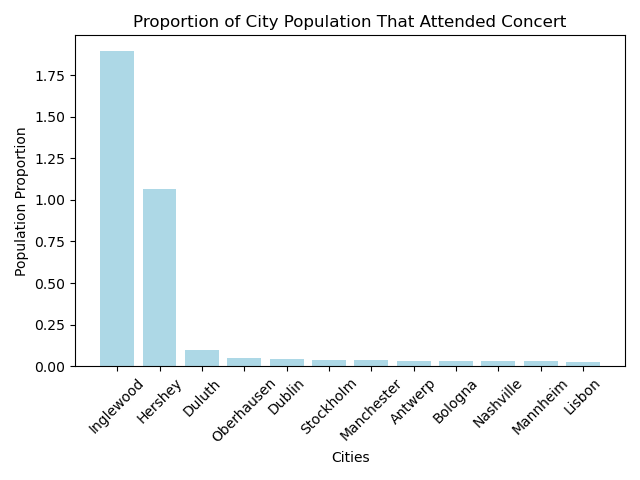 Proportion of City Population That Attended Concert
Population Proportion
1.75
1.50
1.25
1.00
0.75
0.50
0.25
0.00
Inglewood
Hershey
Duluth
Oberhausen
Dublin
Stockholm
Manchester
Antwerp
Bologna
Nashville
Mannheim
Lisbon
Cities